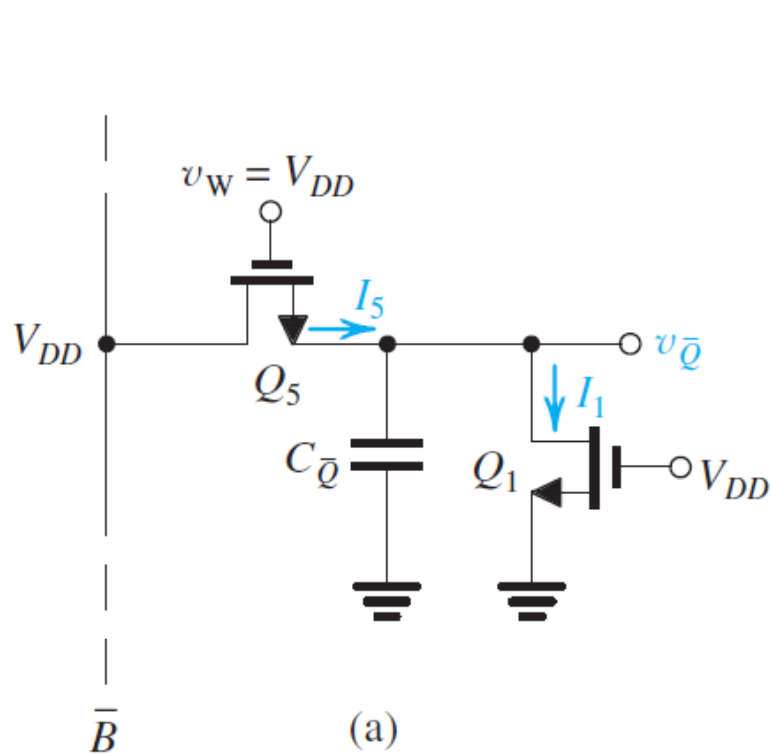 v_W = V_DD
I_5
V_DD
v_Q̄
Q_5
I_1
C_Q̄
Q_1
V_DD
B̄
(a)